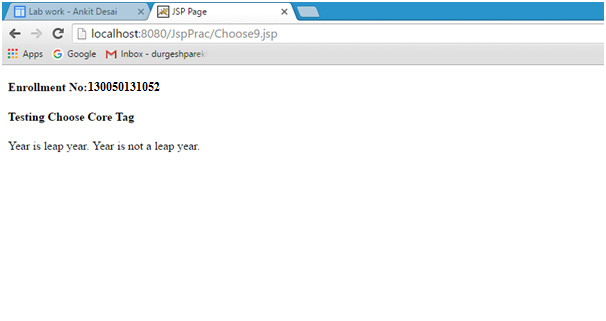 Lab work - Ankit Desai
JSP Page
localhost:8080/JspPrac/Choose9.jsp
Apps Google Inbox - durgeshparek
Enrollment No:130050131052
Testing Choose Core Tag
Year is leap year. Year is not a leap year.